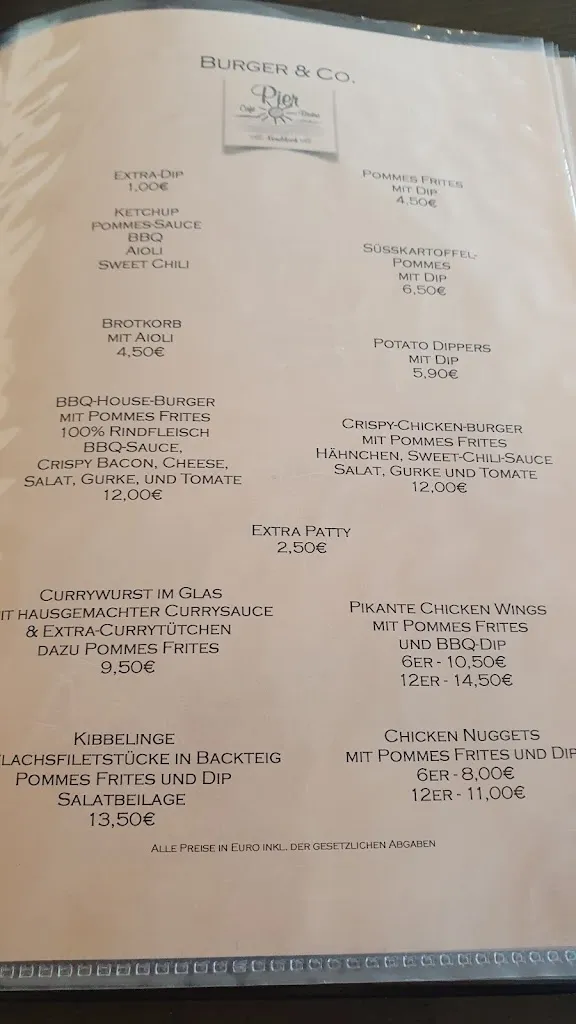 Burger & Co.
Pier
Café
Extra-Dip
1,00€
Ketchup
Pommes-Sauce
BBQ
Aioli
Sweet Chili
Pommes Frites
mit Dip
4,50€
Süsskartoffel-
Pommes
mit Dip
6,50€
Brotkorb
mit Aioli
4,50€
Potato Dippers
mit Dip
5,90€
BBQ-House-Burger
mit Pommes Frites
100% Rindfleisch
BBQ-Sauce,
Crispy Bacon, Cheese,
Salat, Gurke, und Tomate
12,00€
Crispy-Chicken-burger
mit Pommes Frites
Hähnchen, Sweet-Chili-Sauce
Salat, Gurke und Tomate
12,00€
Extra Patty
2,50€
Currywurst im Glas
it hausgemachter Currysauce
& Extra-Currytütchen
dazu Pommes Frites
9,50€
Pikante Chicken Wings
mit Pommes Frites
und BBQ-Dip
6er - 10,50€
12er - 14,50€
Kibbelinge
lachsfiletstücke in Backteig
Pommes Frites und Dip
Salatbeilage
13,50€
Chicken Nuggets
mit Pommes Frites und Dip
6er - 8,00€
12er - 11,00€
Alle Preise in Euro inkl. der gesetzlichen Abgaben